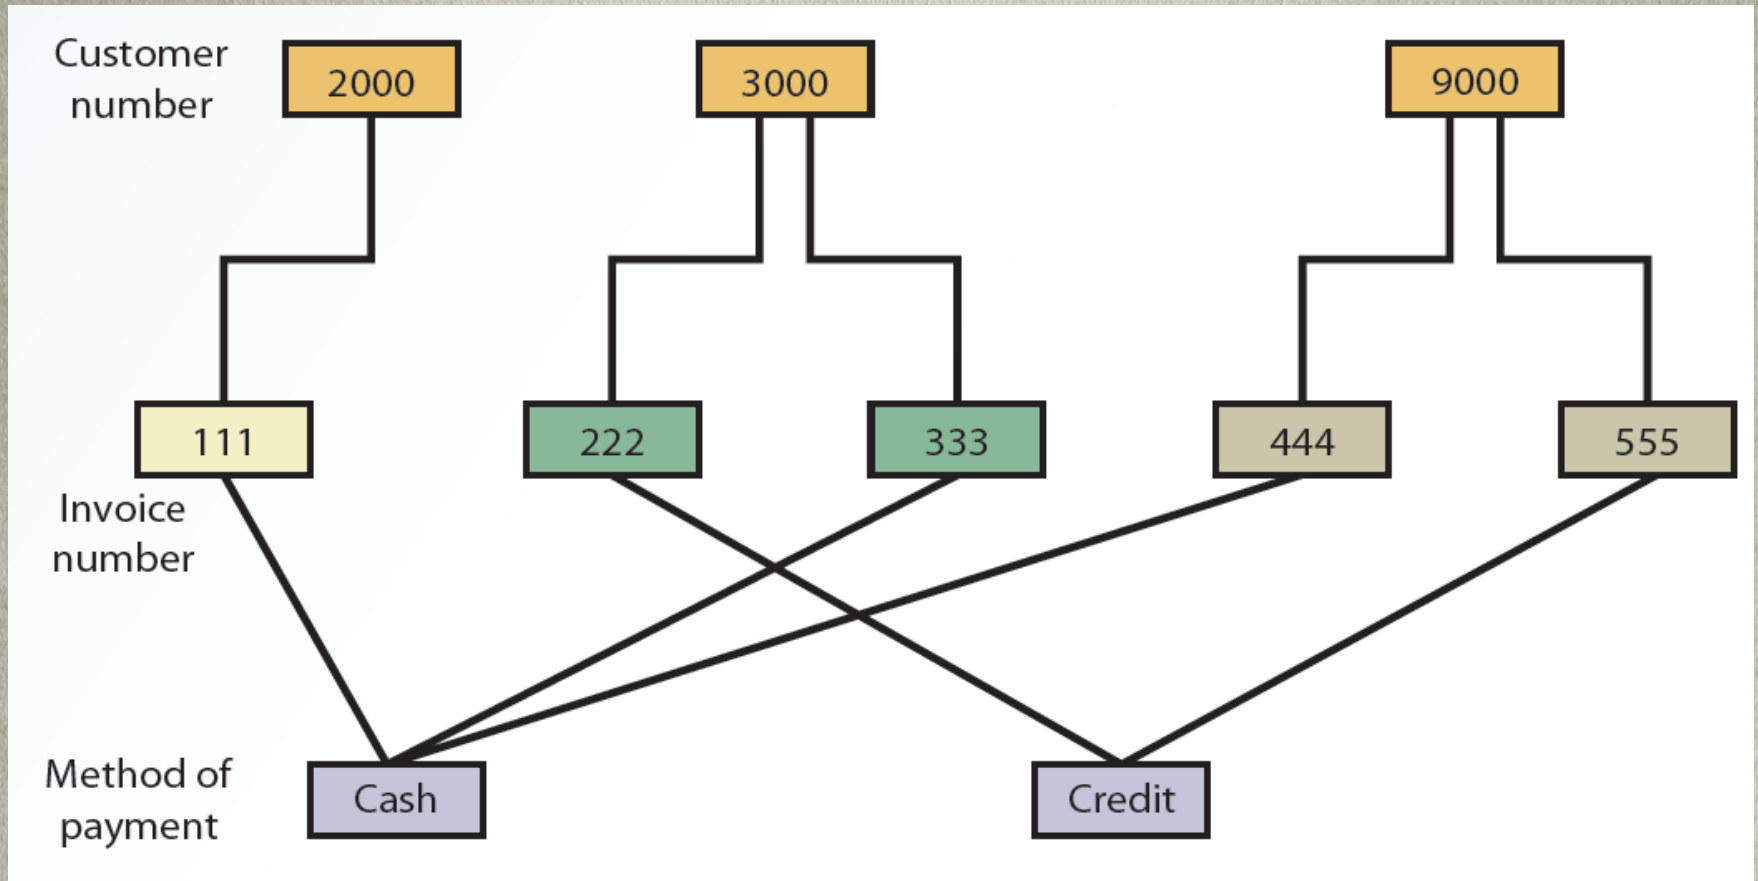 Customer
number
2000
3000
9000
111
222
333
444
555
Invoice
number
Method of
payment
Cash
Credit